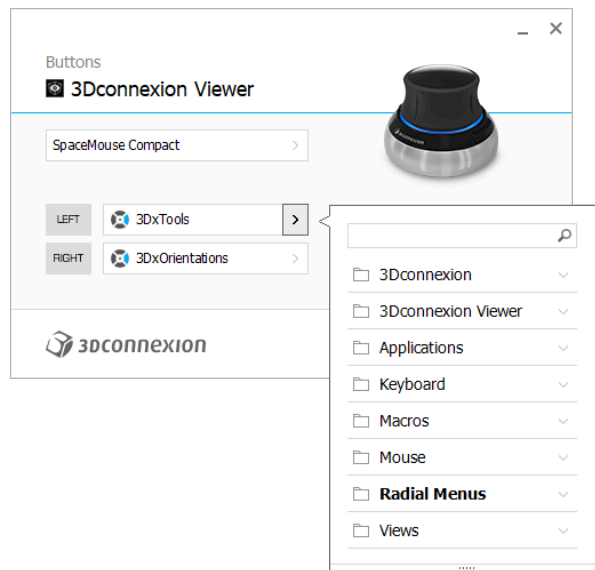 Buttons
3Dconnexion Viewer
SpaceMouse Compact
LEFT
3DxTools
RIGHT
3DxOrientations
3Dconnexion
3Dconnexion
3Dconnexion Viewer
Applications
Keyboard
Macros
Mouse
Radial Menus
Views